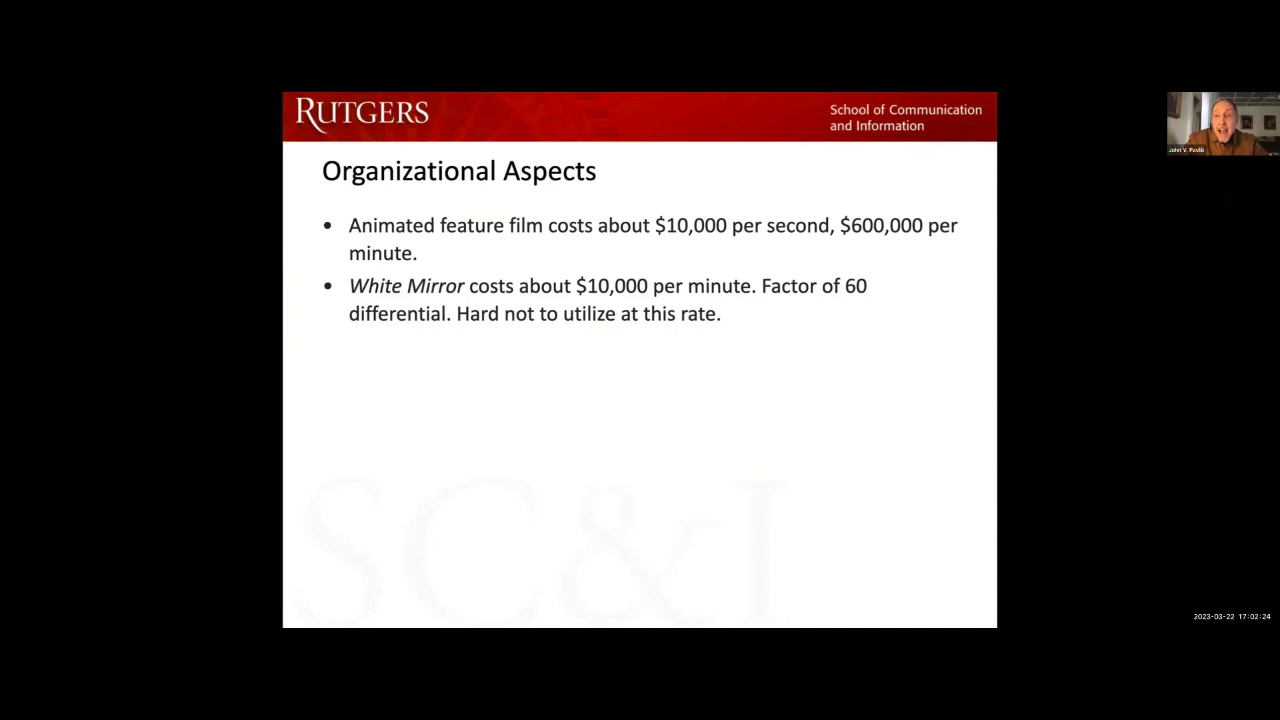 RUTGERS
School of Communication
and Information
John V. Pavlik
Organizational Aspects
• Animated feature film costs about $10,000 per second, $600,000 per
minute.
• White Mirror costs about $10,000 per minute. Factor of 60
differential. Hard not to utilize at this rate.
SC&I
2023-03-22 17:02:24